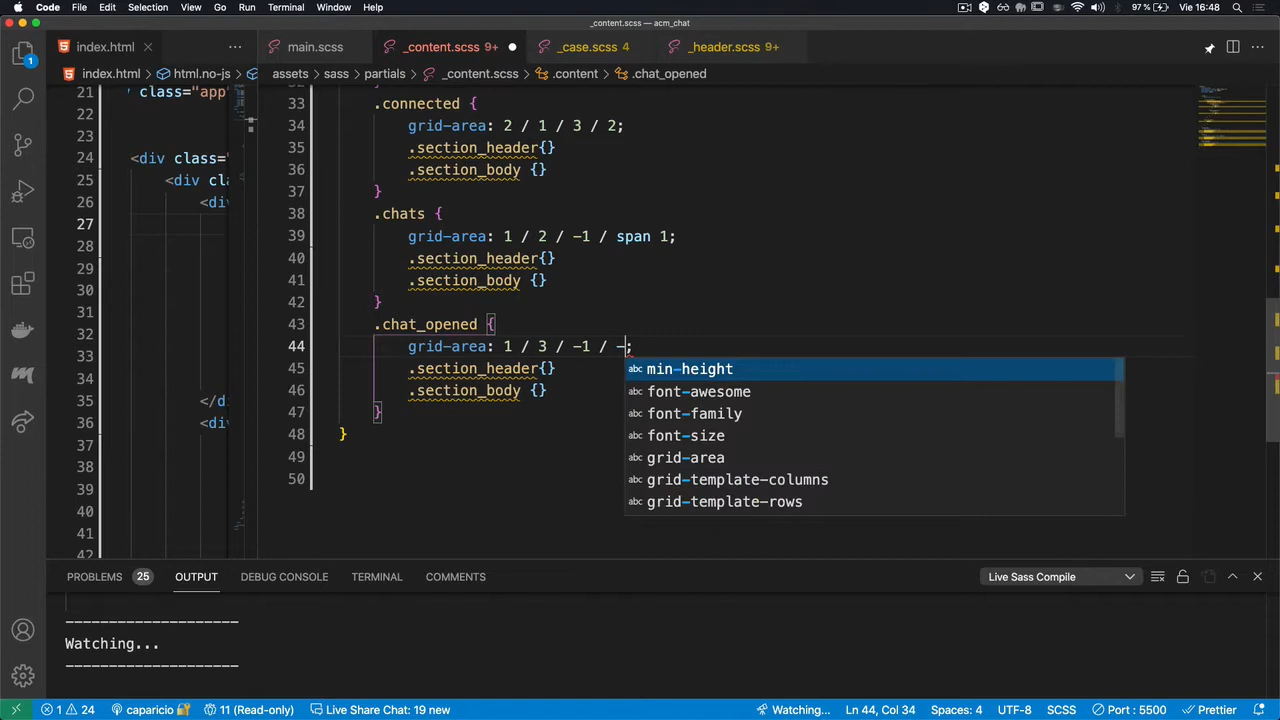 Code File Edit Selection View Go Run Terminal Window Help
97% Vie 16:48
_content.scss — acm_chat
index.html
main.scss
_content.scss 9+
_case.scss 4
_header.scss 9+
index.html > html.no-js >
assets > sass > partials > _content.scss > .content > .chat_opened
21 class="app"
22
23
24 <div class="
25 <div cla
26 <div
27
28
29
30
31
32
33
35 </di
36 <div
37
38
39
40
41
42
33 .connected {
34 grid-area: 2 / 1 / 3 / 2;
35 .section_header{}
36 .section_body {}
37 }
38 .chats {
39 grid-area: 1 / 2 / -1 / span 1;
40 .section_header{}
41 .section_body {}
42 }
43 .chat_opened {
44 grid-area: 1 / 3 / -1 / -;
45 .section_header{}
46 .section_body {}
47 }
48 }
49
50
abc min-height
abc font-awesome
abc font-family
abc font-size
abc grid-area
abc grid-template-columns
abc grid-template-rows
1
PROBLEMS 25 OUTPUT DEBUG CONSOLE TERMINAL COMMENTS
Live Sass Compile
--------------------
Watching...
--------------------
1 24 caparicio 11 (Read-only) Live Share Chat: 19 new Watching... Ln 44, Col 34 Spaces: 4 UTF-8 SCSS Port : 5500 Prettier